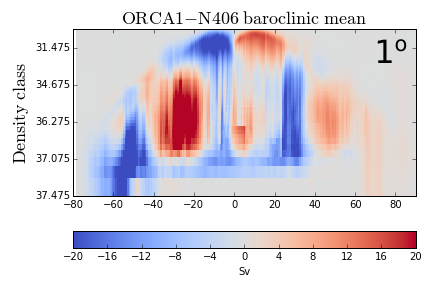 ORCA1−N406 baroclinic mean
1º
Density class
31.475
34.675
36.275
37.075
37.475
−80 −60 −40 −20 0 20 40 60 80
−20 −16 −12 −8 −4 0 4 8 12 16 20
Sv